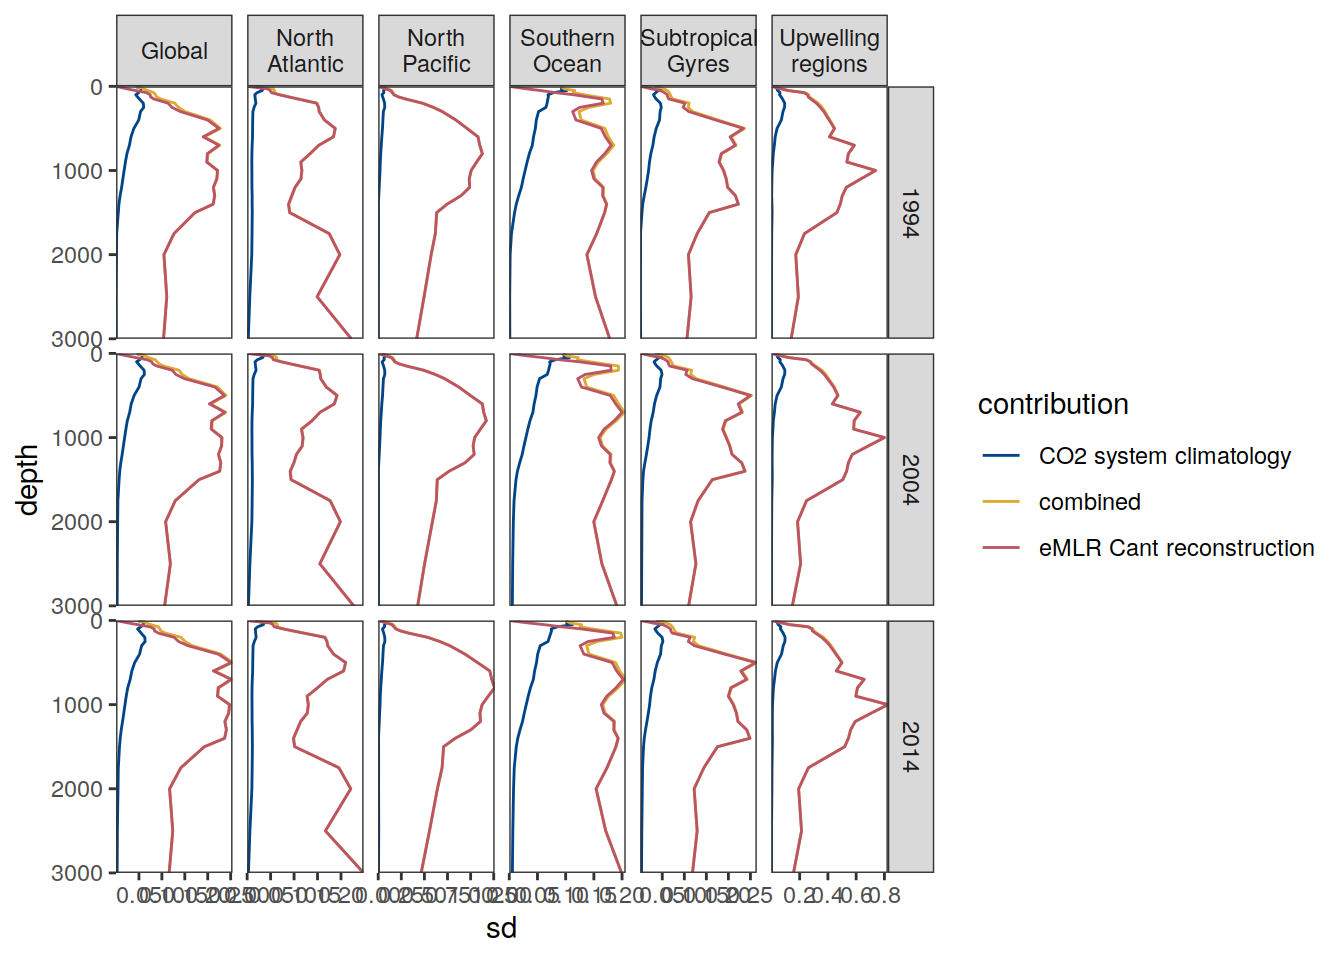 Global
North
Atlantic
North
Pacific
Southern
Ocean
Subtropical
Gyres
Upwelling
regions
0
1000
2000
3000
1994
0
1000
2000
3000
2004
0
1000
2000
3000
2014
0.2 0.4 0.6 0.8
depth
sd
contribution
CO2 system climatology
combined
eMLR Cant reconstruction